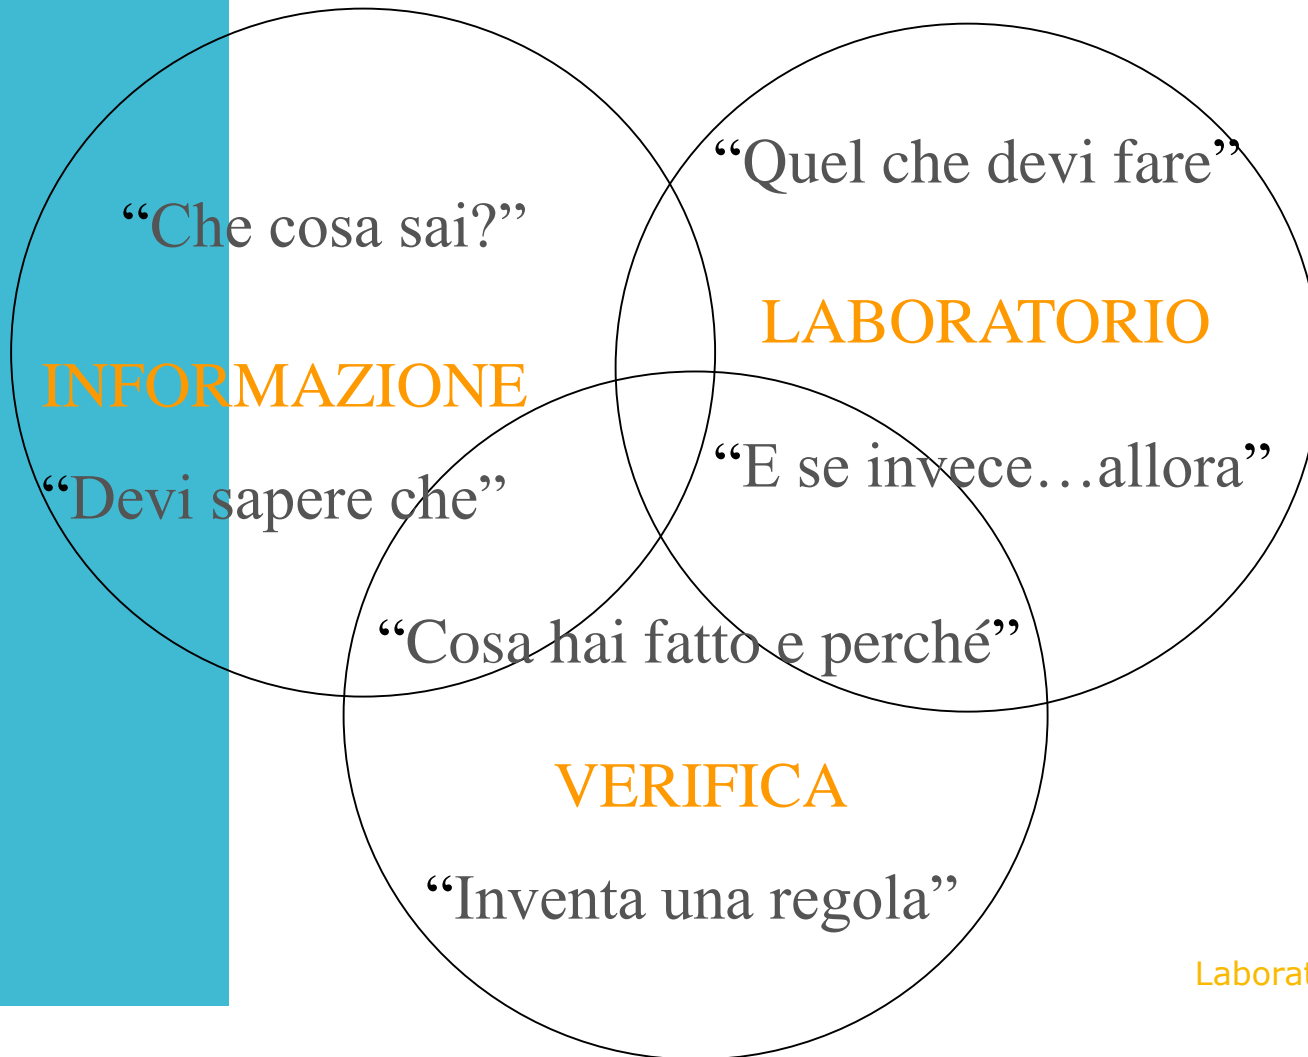 “Che cosa sai?”
INFORMAZIONE
“Devi sapere che”
“Quel che devi fare”
LABORATORIO
“E se invece…allora”
“Cosa hai fatto e perché”
VERIFICA
“Inventa una regola”